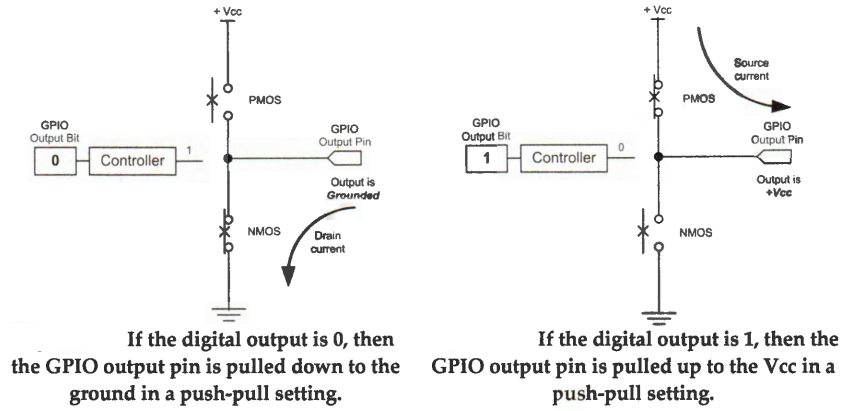 + Vcc
PMOS
GPIO
Output Bit
0
Controller
1
GPIO
Output Pin
Output is
Grounded
NMOS
Drain
current
If the digital output is 0, then
the GPIO output pin is pulled down to the
ground in a push-pull setting.
+ Vcc
Source
current
PMOS
GPIO
Output Bit
1
Controller
0
GPIO
Output Pin
Output is
+Vcc
NMOS
If the digital output is 1, then the
GPIO output pin is pulled up to the Vcc in a
push-pull setting.